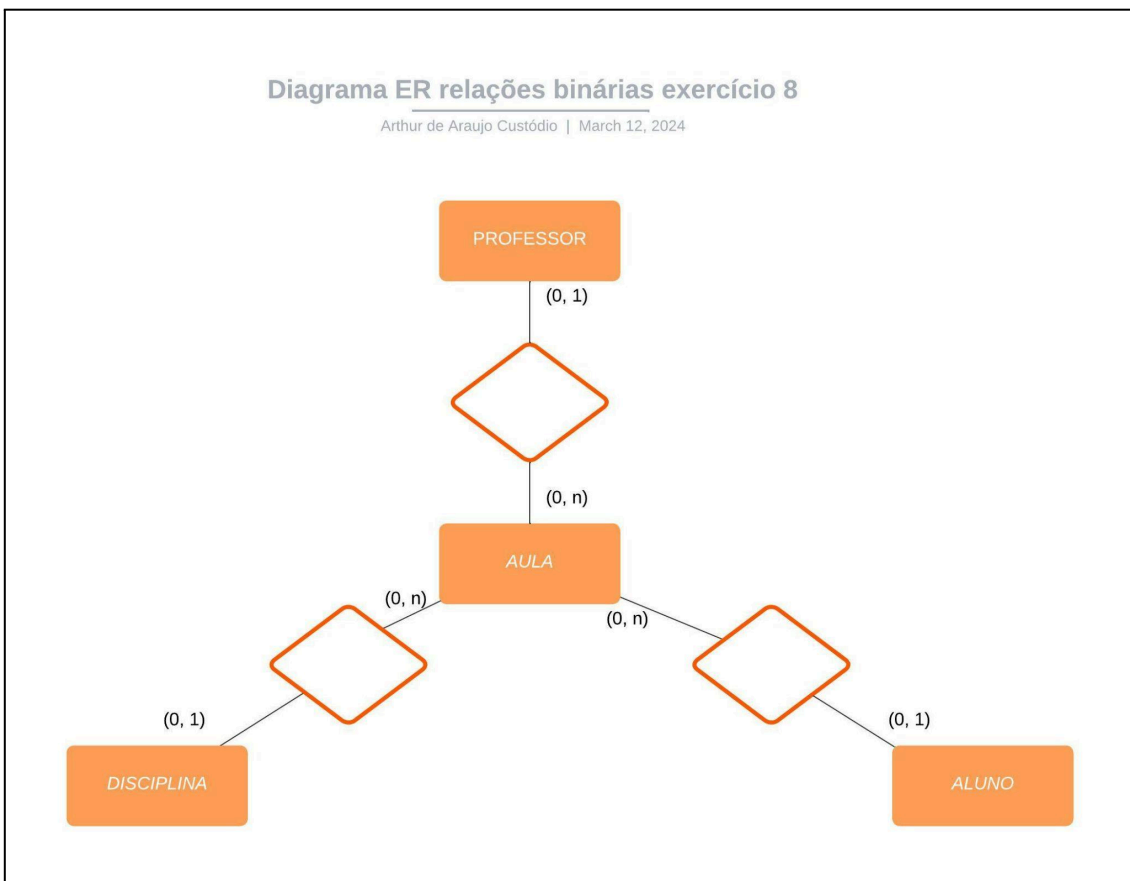 Diagrama ER relações binárias exercício 8
Arthur de Araujo Custódio | March 12, 2024
PROFESSOR
(0, 1)
(0, n)
AULA
(0, n)
(0, n)
(0, 1)
(0, 1)
DISCIPLINA
ALUNO